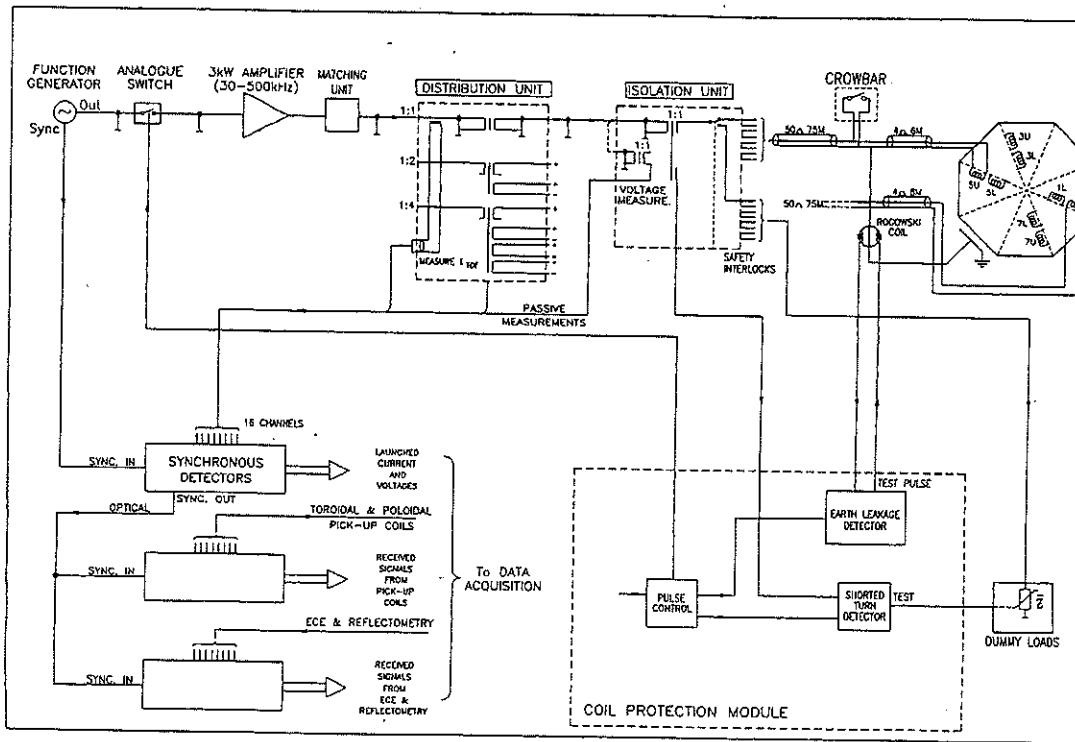 FUNCTION
GENERATOR
Out
Sync
ANALOGUE
SWITCH
3kW AMPLIFIER
(30-500kHz)
MATCHING
UNIT
DISTRIBUTION UNIT
1:1
1:2
1:4
MEASURE I TOT
ISOLATION UNIT
1:1
1:1
VOLTAGE
MEASURE.
SAFETY
INTERLOCKS
CROWBAR
50Ω 75M
4Ω 6M
50Ω 75M
4Ω 6M
ROGOWSKI
COIL
3U
3L
5U
5L
1L
7L
7U
PASSIVE
MEASUREMENTS
16 CHANNELS
SYNC. IN
SYNCHRONOUS
DETECTORS
SYNC. OUT
OPTICAL
LAUNCHED
CURRENT
AND
VOLTAGES
TOROIDAL & POLOIDAL
PICK-UP COILS
SYNC. IN
RECEIVED
SIGNALS
FROM
PICK-UP
COILS
To DATA
ACQUISITION
ECE & REFLECTOMETRY
SYNC. IN
RECEIVED
SIGNALS
FROM
ECE &
REFLECTOMETRY
TEST PULSE
EARTH LEAKAGE
DETECTOR
PULSE
CONTROL
SHORTED
TURN
DETECTOR
TEST
DUMMY LOADS
COIL PROTECTION MODULE